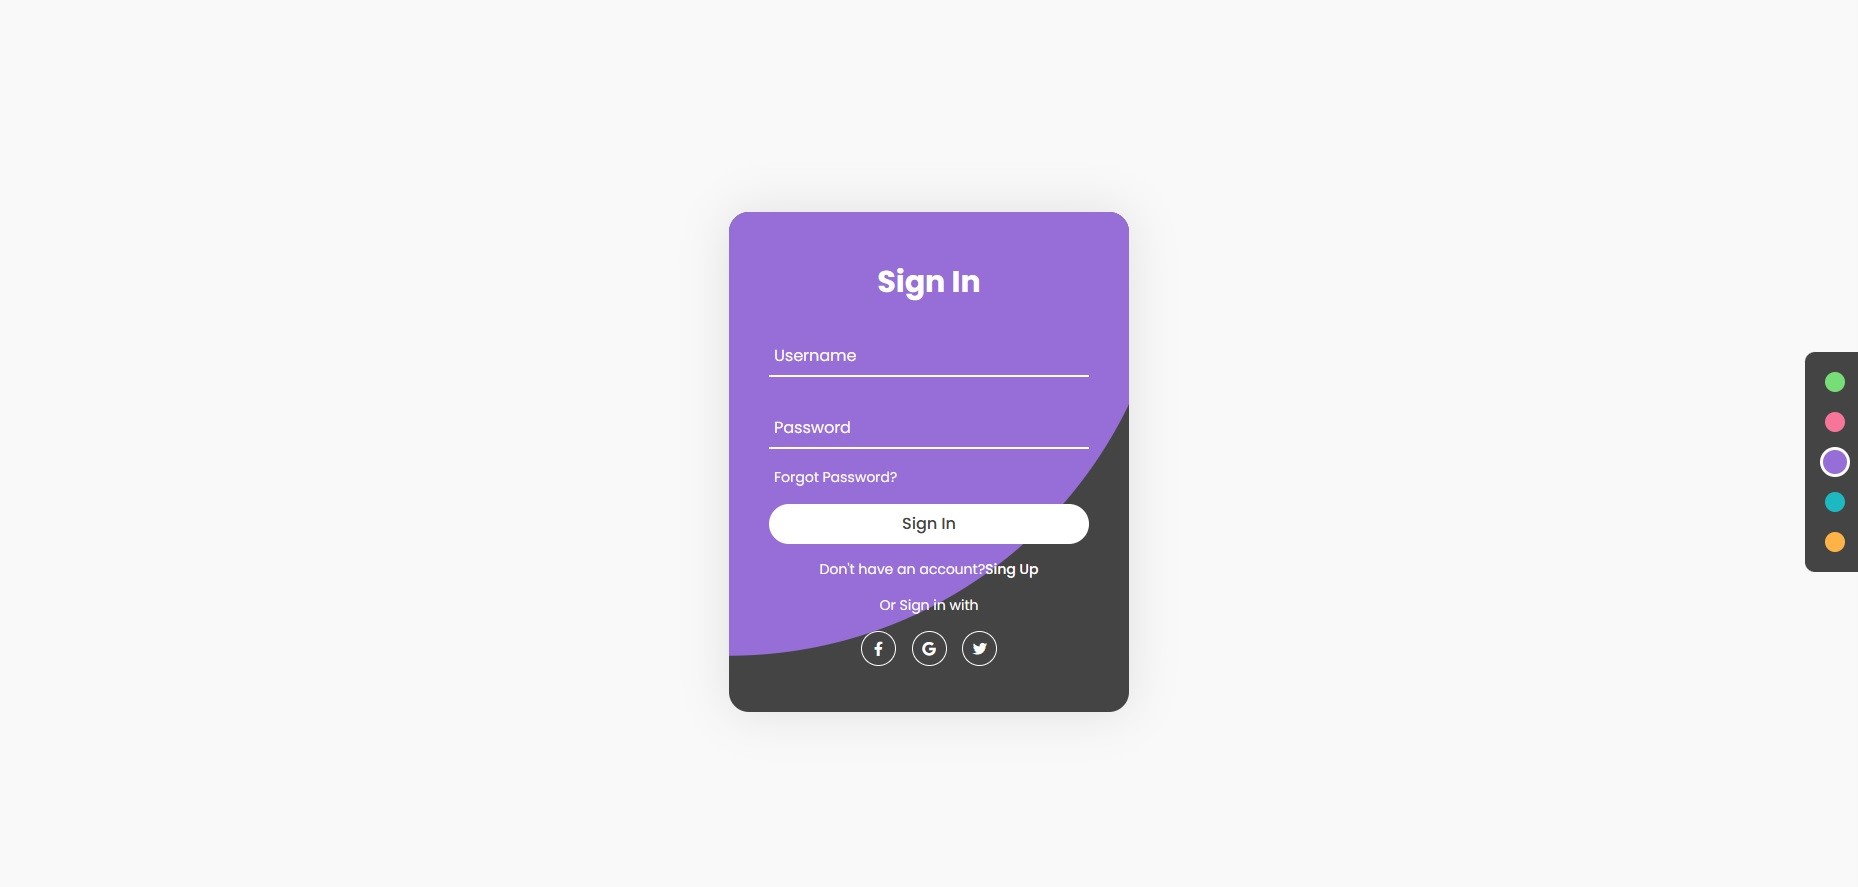 Sign In
Username
Password
Forgot Password?
Sign In
Don't have an account?Sing Up
Or Sign in with